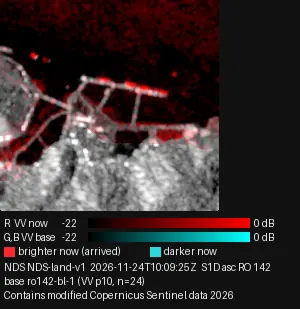 R VV now -22 0 dB
G,B VV base -22 0 dB
brighter now (arrived) darker now
NDS NDS-land-v1 2026-11-24T10:09:25Z S1D asc RO 142
base ro142-bl-1 (VV p10, n=24)
Contains modified Copernicus Sentinel data 2026